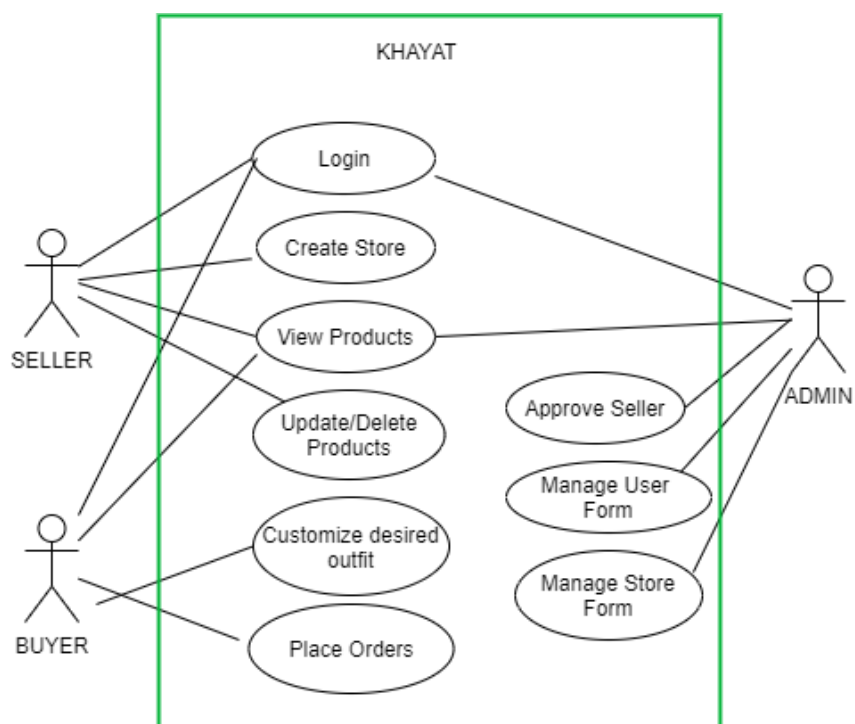 KHAYAT
Login
Create Store
View Products
Update/Delete
Products
Customize desired
outfit
Place Orders
Approve Seller
Manage User
Form
Manage Store
Form
SELLER
BUYER
ADMIN